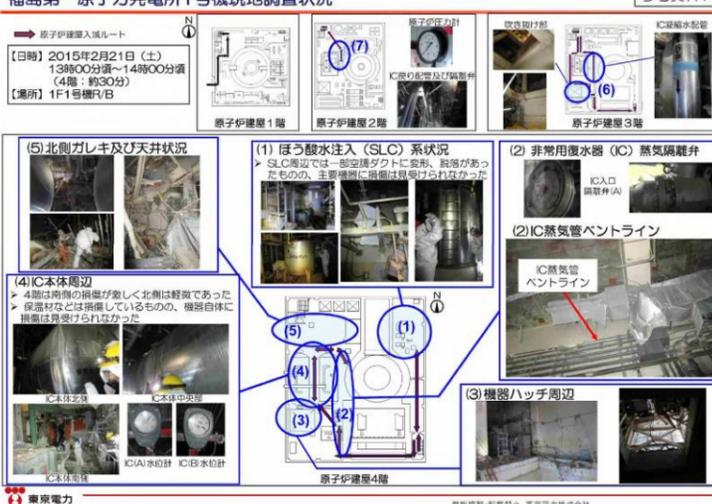 福島第一原子力発電所1号機現地調査状況
原子炉建屋入域ルート
N
【日時】 2015年2月21日（土）
13時00分頃～14時00分頃
（4階：約30分）
【場所】 1F1号機R/B
原子炉建屋1階
(7)
原子炉圧力計
IC戻り配管及び隔離弁
原子炉建屋2階
吹き抜け部
N
IC凝縮水配管
(6)
原子炉建屋3階
(5) 北側ガレキ及び天井状況
(1) ほう酸水注入（SLC）系状況
➢ SLC周辺では一部空調ダクトに変形、脱落があっ
たものの、主要機器に損傷は見受けられなかった
(2) 非常用復水器（IC）蒸気隔離弁
IC入口
隔離弁(A)
(2) IC蒸気管ベントライン
IC蒸気管
ベントライン
(4) IC本体周辺
➢ 4階は南側の損傷が激しく北側は軽微であった
➢ 保温材などは損傷しているものの、機器自体に
損傷は見受けられなかった
IC本体北側
IC本体中央部
IC本体南側
IC(A)水位計
IC(B)水位計
N
(5)
(1)
(4)
(3)
(2)
原子炉建屋4階
(3) 機器ハッチ周辺
東京電力